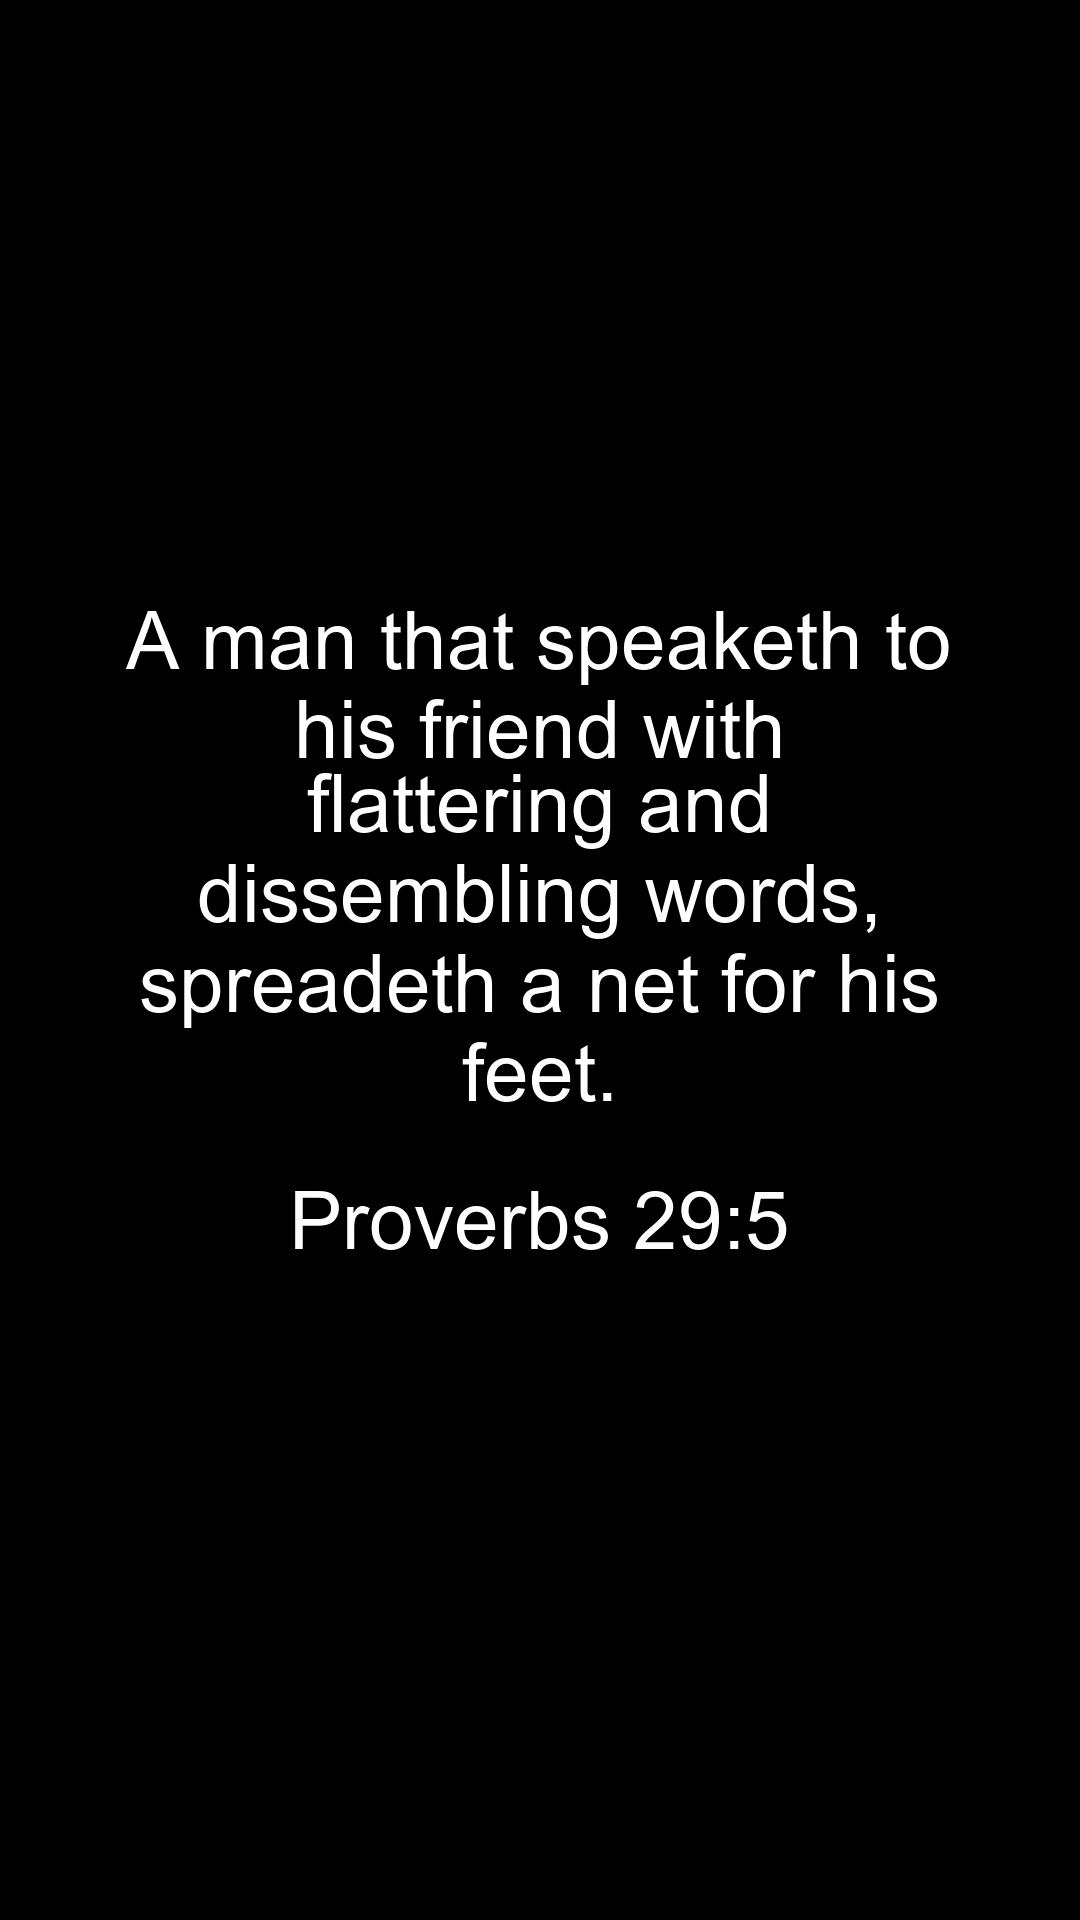 A man that speaketh to
his friend with
flattering and
dissembling words,
spreadeth a net for his
feet.
Proverbs 29:5